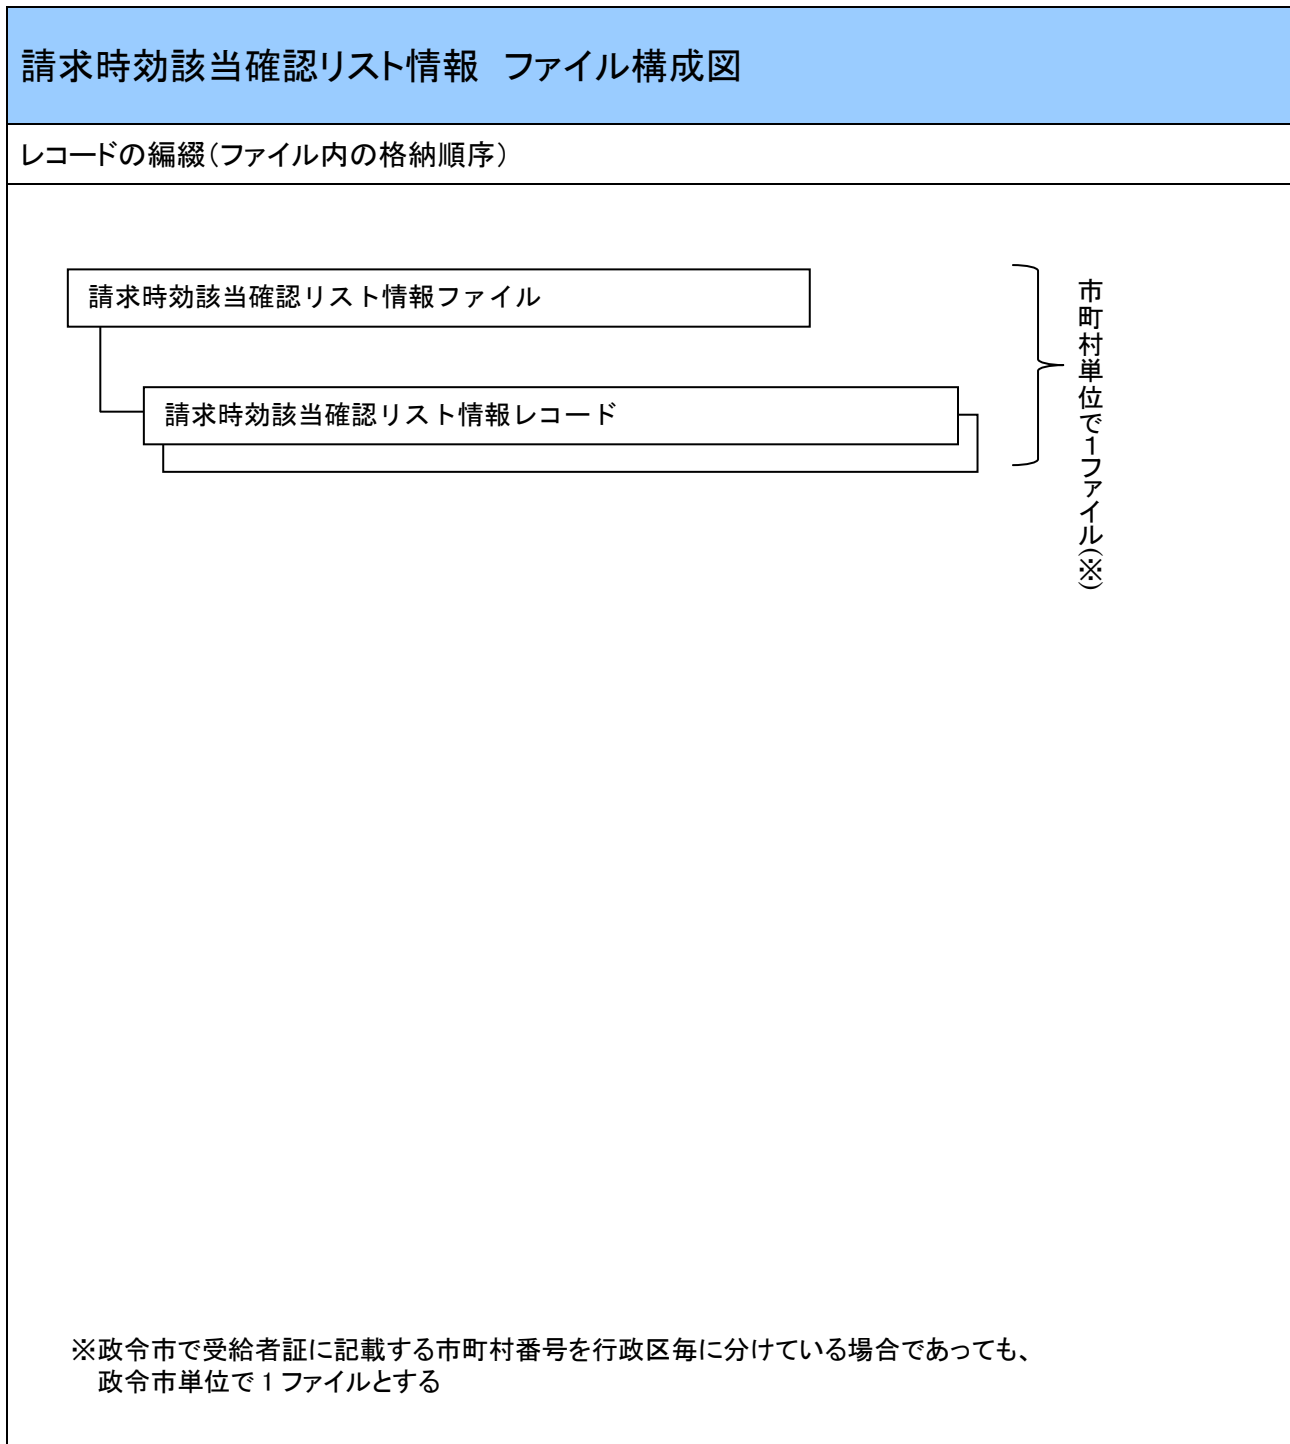 請求時効該当確認リスト情報　ファイル構成図
レコードの編綴（ファイル内の格納順序）
請求時効該当確認リスト情報ファイル
請求時効該当確認リスト情報レコード
市町村単位で１ファイル（※）
※政令市で受給者証に記載する市町村番号を行政区毎に分けている場合であっても、
政令市単位で１ファイルとする